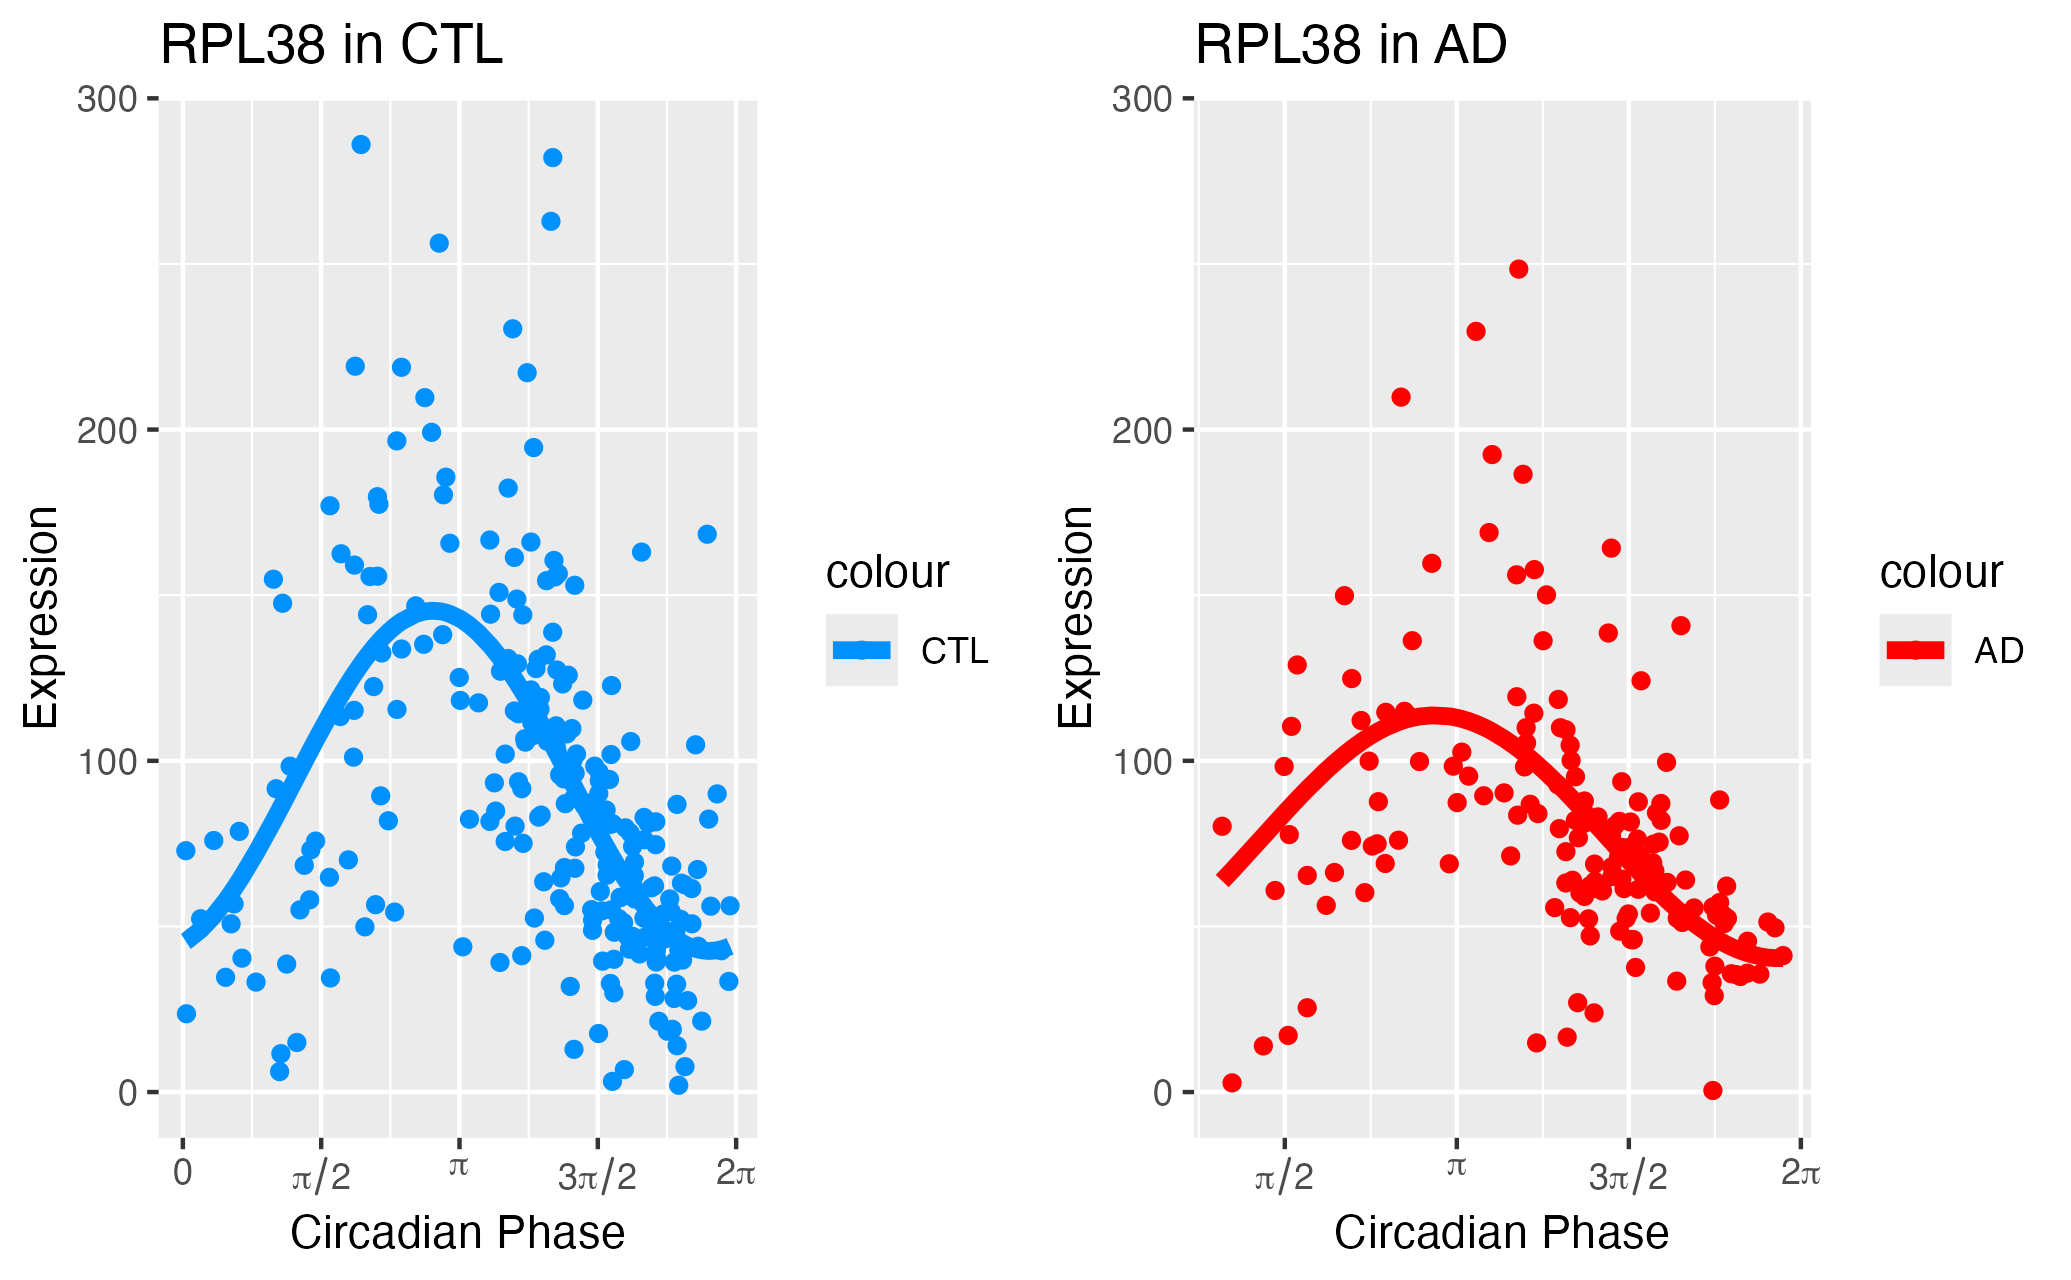 RPL38 in CTL
300
200
100
0
0 π/2 π 3π/2 2π
Circadian Phase
Expression
colour
CTL
RPL38 in AD
300
200
100
0
π/2 π 3π/2 2π
Circadian Phase
Expression
colour
AD